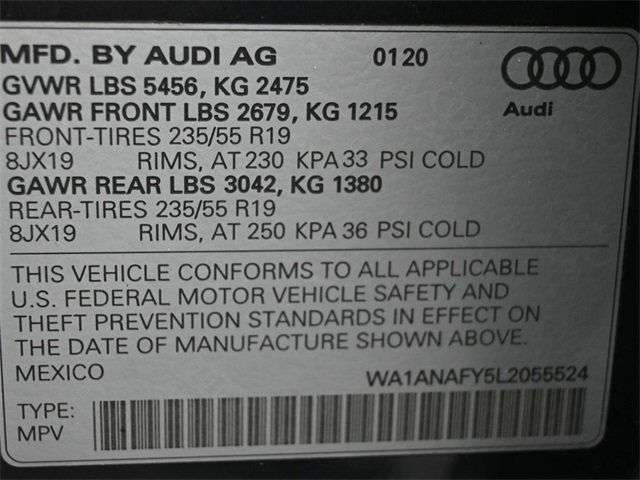 MFD. BY AUDI AG 0120
GVWR LBS 5456, KG 2475
GAWR FRONT LBS 2679, KG 1215
Audi
FRONT-TIRES 235/55 R19
8JX19 RIMS, AT 230 KPA 33 PSI COLD
GAWR REAR LBS 3042, KG 1380
REAR-TIRES 235/55 R19
8JX19 RIMS, AT 250 KPA 36 PSI COLD
THIS VEHICLE CONFORMS TO ALL APPLICABLE
U.S. FEDERAL MOTOR VEHICLE SAFETY AND
THEFT PREVENTION STANDARDS IN EFFECT ON
THE DATE OF MANUFACTURE SHOWN ABOVE.
MEXICO WA1ANAFY5L2055524
TYPE:
MPV